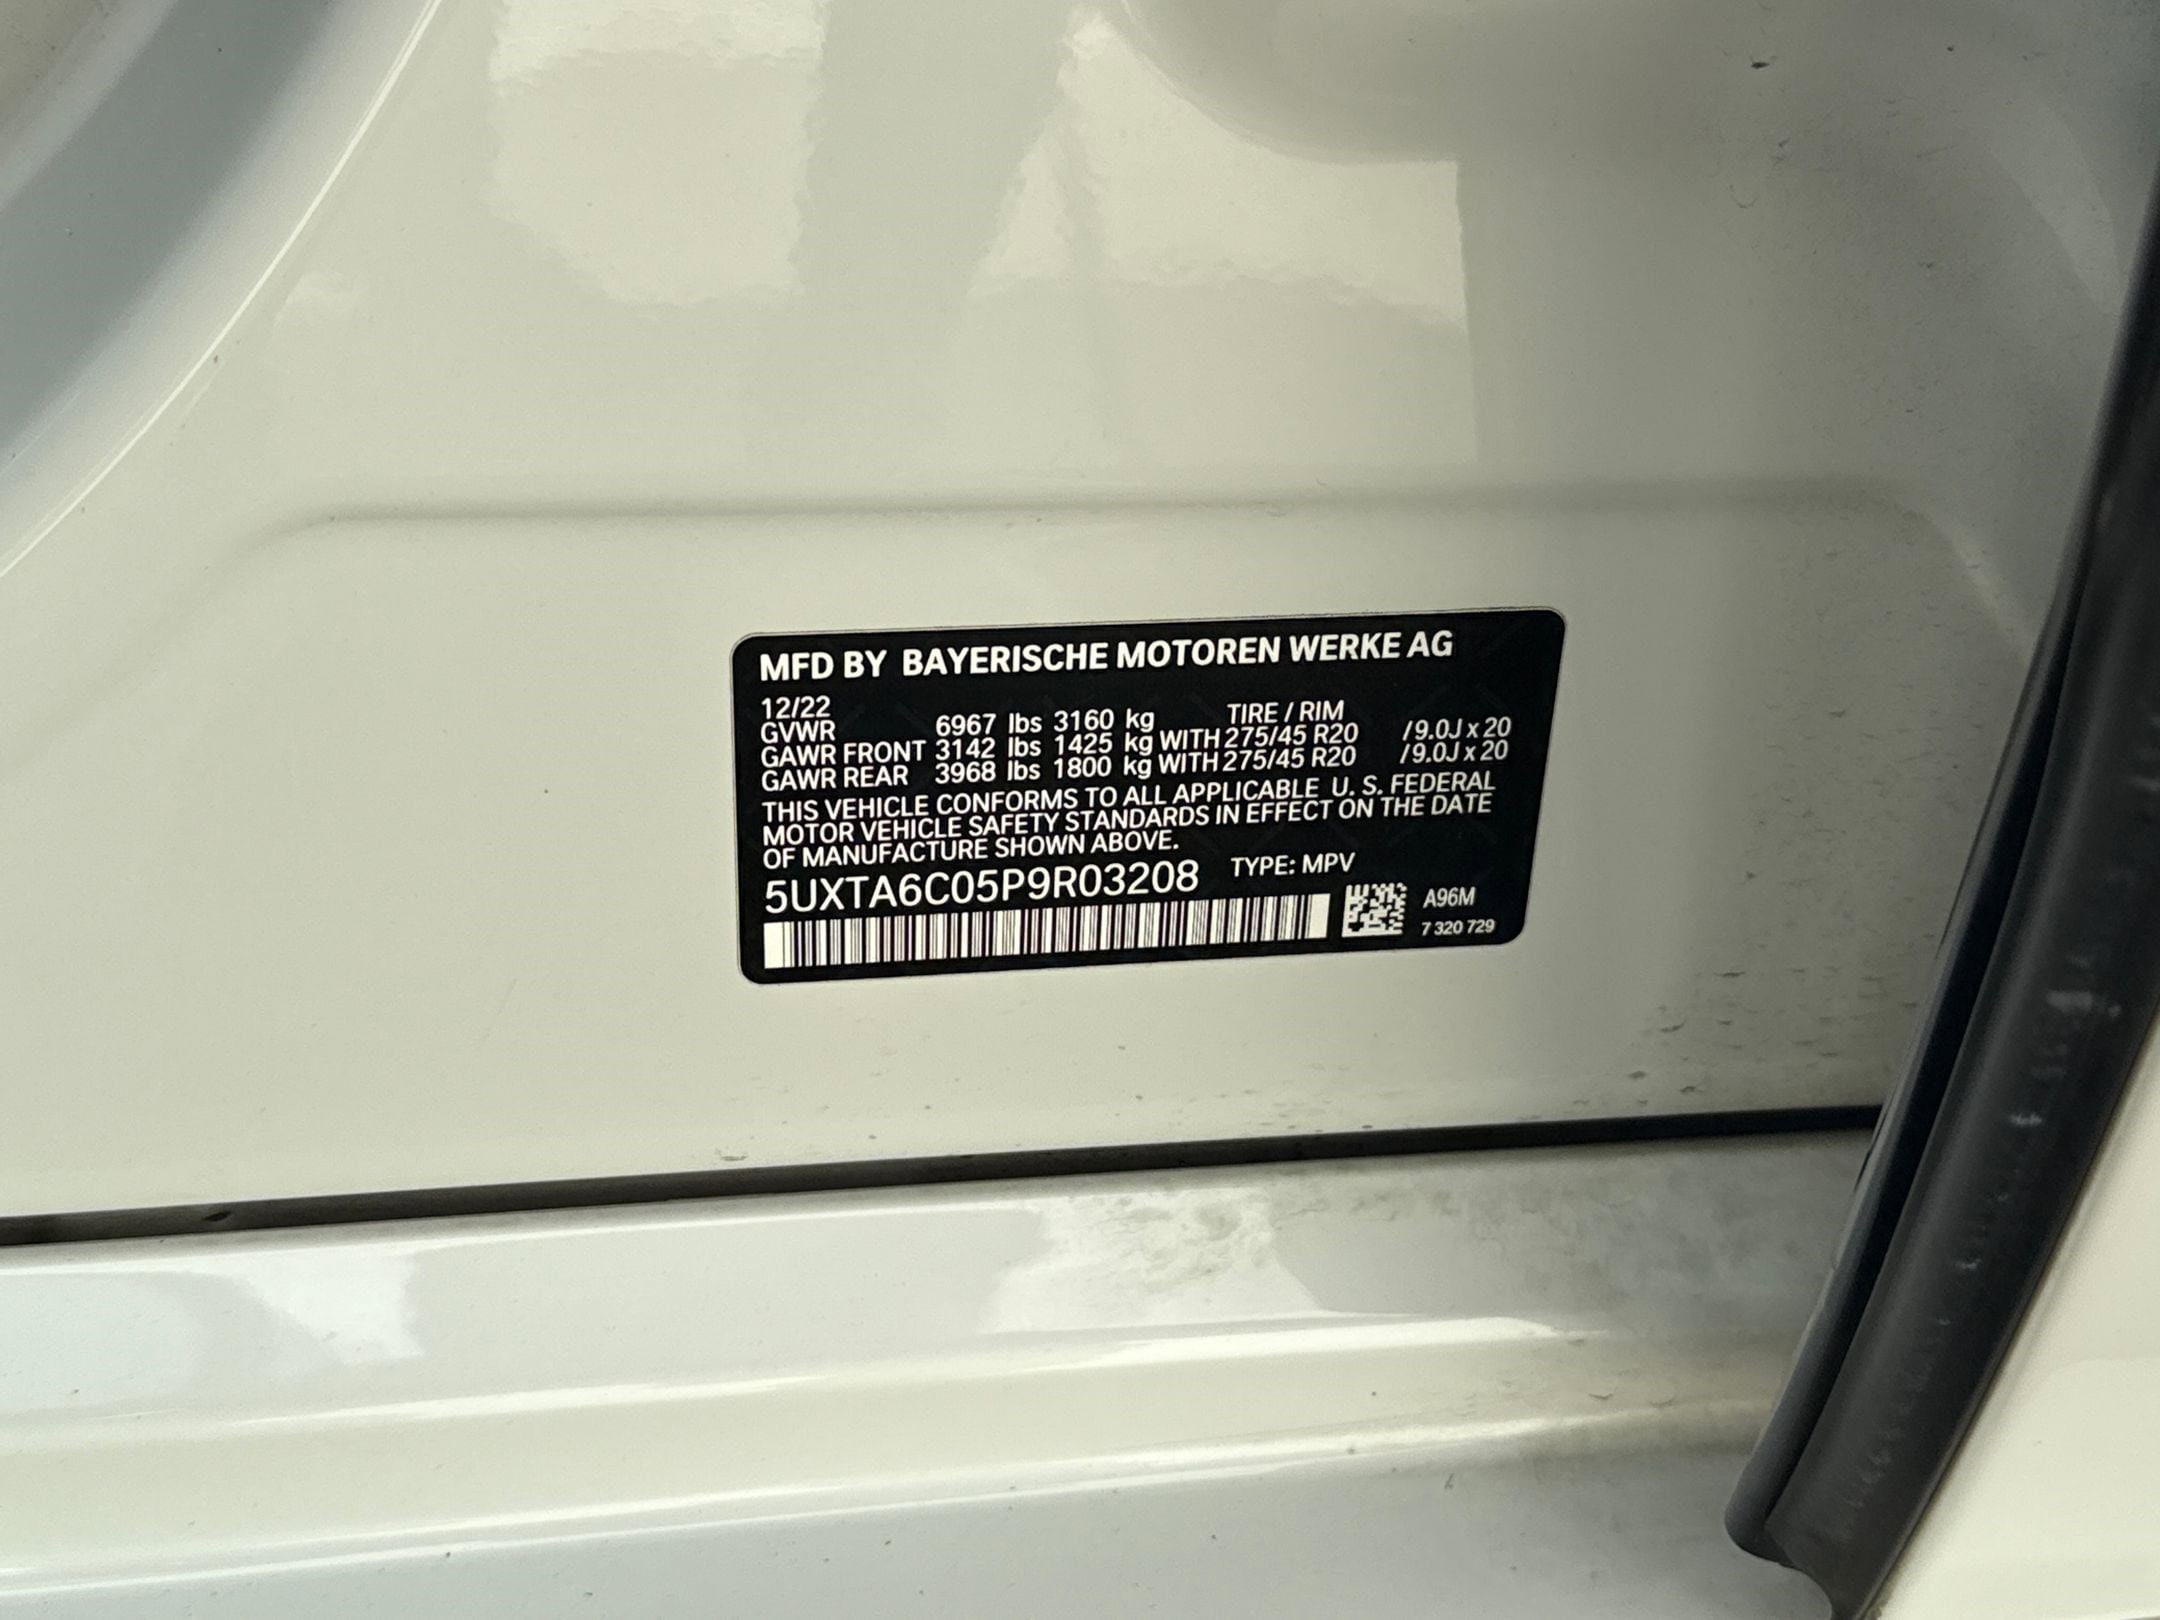 MFD BY BAYERISCHE MOTOREN WERKE AG
12/22 TIRE / RIM
GVWR 6967 lbs 3160 kg
GAWR FRONT 3142 lbs 1425 kg WITH 275/45 R20 /9.0J x 20
GAWR REAR 3968 lbs 1800 kg WITH 275/45 R20 /9.0J x 20
THIS VEHICLE CONFORMS TO ALL APPLICABLE U. S. FEDERAL
MOTOR VEHICLE SAFETY STANDARDS IN EFFECT ON THE DATE
OF MANUFACTURE SHOWN ABOVE.
5UXTA6C05P9R03208 TYPE: MPV
A96M
7 320 729